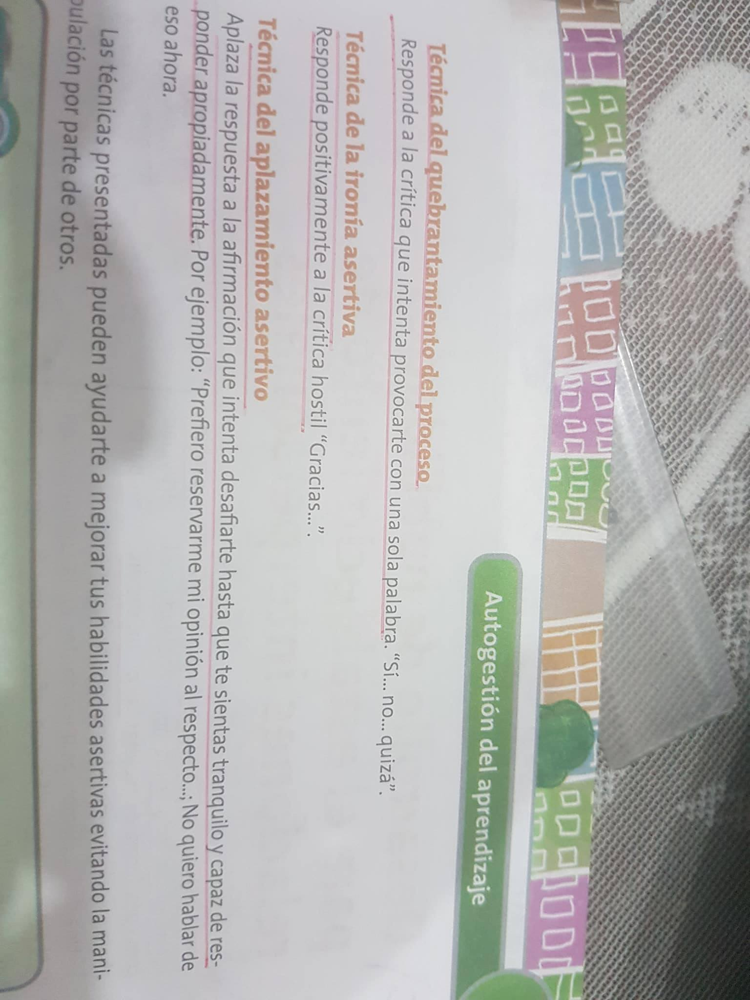 Autogestión del aprendizaje
Técnica del quebrantamiento del proceso
Responde a la crítica que intenta provocarte con una sola palabra. “Sí... no... quizá”.
Técnica de la ironía asertiva
Responde positivamente a la crítica hostil “Gracias... ”.
Técnica del aplazamiento asertivo
Aplaza la respuesta a la afirmación que intenta desafiarte hasta que te sientas tranquilo y capaz de res-
ponder apropiadamente. Por ejemplo: “Prefiero reservarme mi opinión al respecto...; No quiero hablar de
eso ahora.
Las técnicas presentadas pueden ayudarte a mejorar tus habilidades asertivas evitando la mani-
pulación por parte de otros.